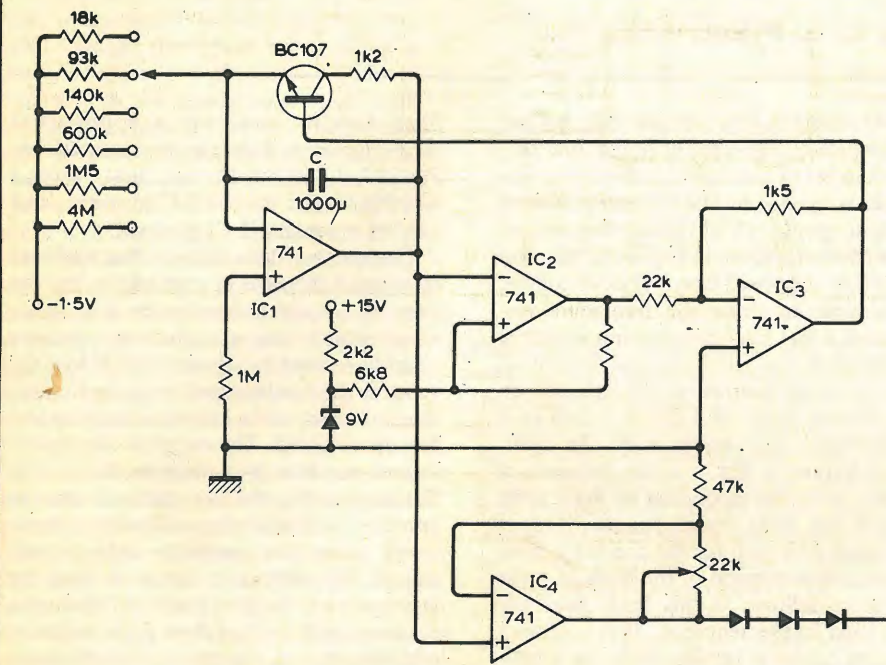 18k
93k
140k
600k
1M5
4M
-1·5V
BC107
1k2
C
1000μ
-
741
+
IC1
1M
+15V
2k2
6k8
9V
IC2
-
741
+
22k
1k5
IC3
-
741
+
47k
22k
IC4
-
741
+